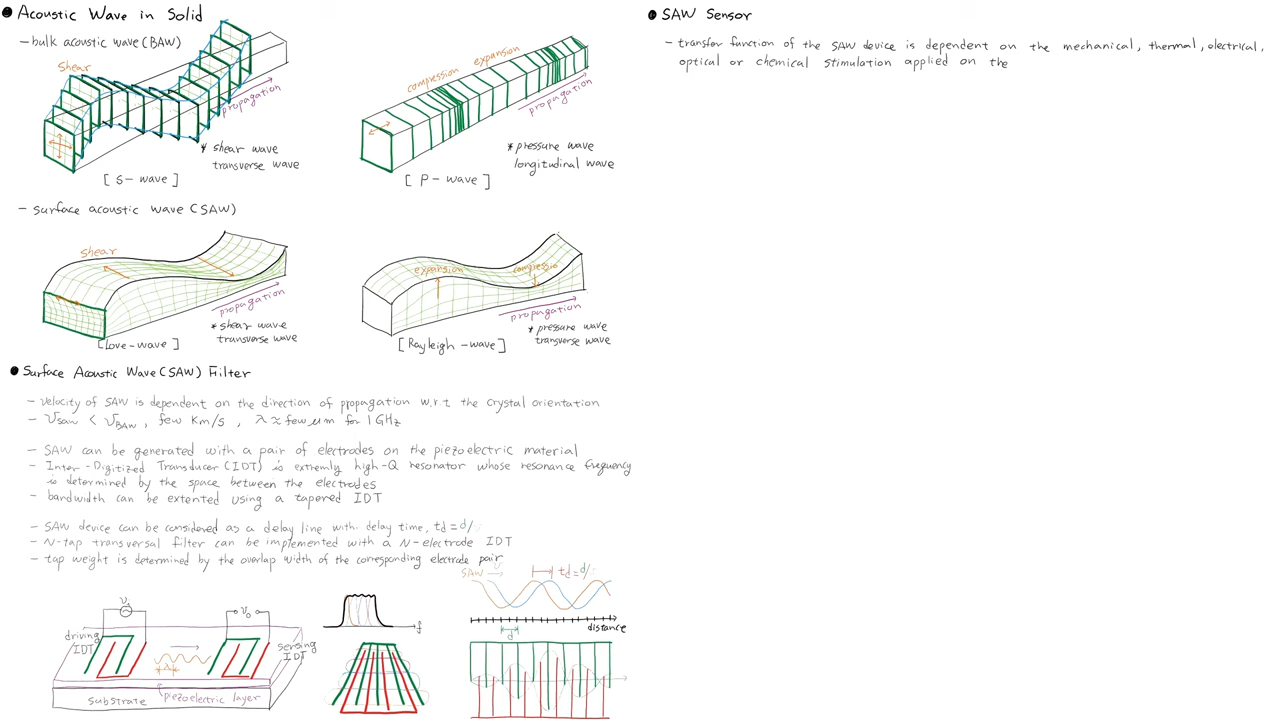 ● Acoustic Wave in Solid
- bulk acoustic wave (BAW)
shear
propagation
* shear wave
transverse wave
[ S- wave ]
compression expansion
propagation
* pressure wave
longitudinal wave
[ P- wave ]
- surface acoustic wave (SAW)
shear
propagation
* shear wave
transverse wave
[Love-wave ]
expansion
compressio
propagation
* pressure wave
transverse wave
[ Rayleigh -wave]
● Surface Acoustic Wave (SAW) Filter
- velocity of SAW is dependent on the direction of propagation w.r.t the crystal orientation
- VSAW < VBAW , few Km/s , λ ≈ few μm for 1GHz
- SAW can be generated with a pair of electrodes on the piezoelectric material
- Inter-Digitized Transducer (IDT) is extremly high-Q resonator whose resonance frequency
is determined by the space between the electrodes
- bandwidth can be extented using a tapered IDT
- SAW device can be considered as a delay line with delay time, td = d/
- N-tap transversal filter can be implemented with a N-electrode IDT
- tap weight is determined by the overlap width of the corresponding electrode pair
driving
IDT
Vo
sensing
IDT
λ
substrate
piezoelectric layer
f
SAW
td = d/
distance
d
● SAW Sensor
- transfer function of the SAW device is dependent on the mechanical, thermal, electrical,
optical or chemical stimulation applied on the